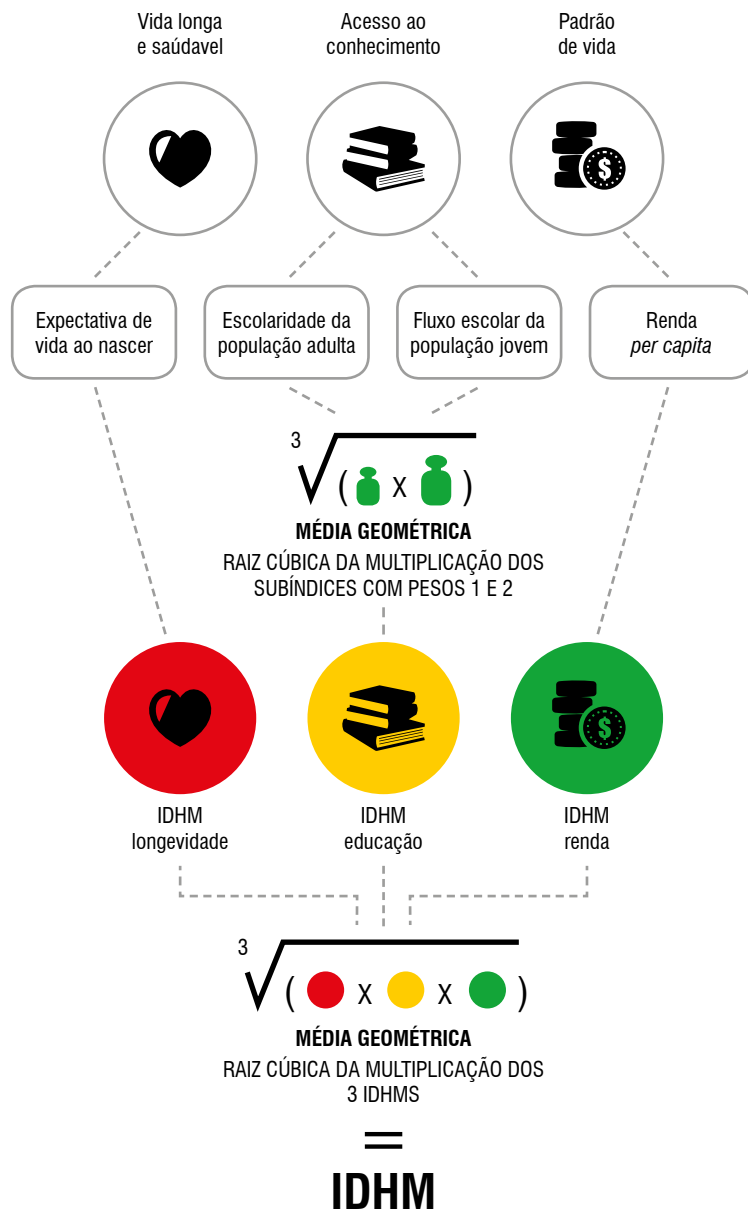 Vida longa
e saúdavel
Acesso ao
conhecimento
Padrão
de vida
$
Expectativa de
vida ao nascer
Escolaridade da
população adulta
Fluxo escolar da
população jovem
Renda
per capita
3
√ ( X )
MÉDIA GEOMÉTRICA
RAIZ CÚBICA DA MULTIPLICAÇÃO DOS
SUBÍNDICES COM PESOS 1 E 2
$
IDHM
longevidade
IDHM
educação
IDHM
renda
3
√ ( X X )
MÉDIA GEOMÉTRICA
RAIZ CÚBICA DA MULTIPLICAÇÃO DOS
3 IDHMS
=
IDHM